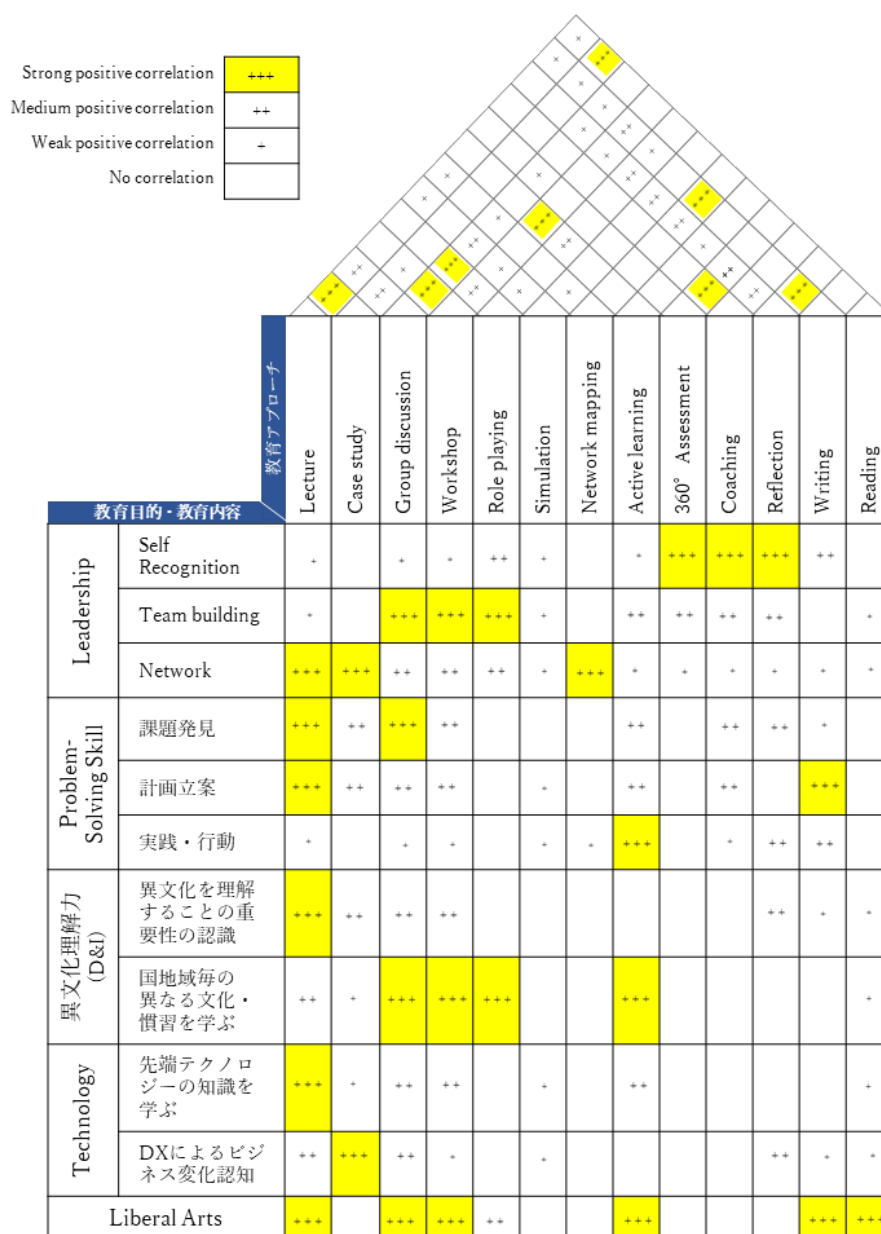 Strong positive correlation +++
Medium positive correlation ++
Weak positive correlation +
No correlation
教育アプローチ
教育目的・教育内容
Lecture
Case study
Group discussion
Workshop
Role playing
Simulation
Network mapping
Active learning
360° Assessment
Coaching
Reflection
Writing
Reading
Leadership
Self
Recognition
+ + + ++ + + +++ +++ +++ ++
Team building
+ +++ +++ +++ + ++ ++ ++ ++ +
Network
+++ +++ ++ ++ ++ + +++ + + + + + +
Problem-
Solving Skill
課題発見
+++ ++ +++ ++ ++ ++ ++ +
計画立案
+++ ++ ++ ++ + ++ ++ +++
実践・行動
+ + + + + +++ + ++ ++
異文化理解力
(D&I)
異文化を理解
することの重
要性の認識
+++ ++ ++ ++ ++ + +
国地域毎の
異なる文化・
慣習を学ぶ
++ + +++ +++ +++ +++ +
Technology
先端テクノロ
ジーの知識を
学ぶ
+++ + ++ ++ + ++ +
DXによるビジ
ネス変化認知
++ +++ ++ + + ++ + +
Liberal Arts
+++ +++ +++ ++ +++ +++ +++